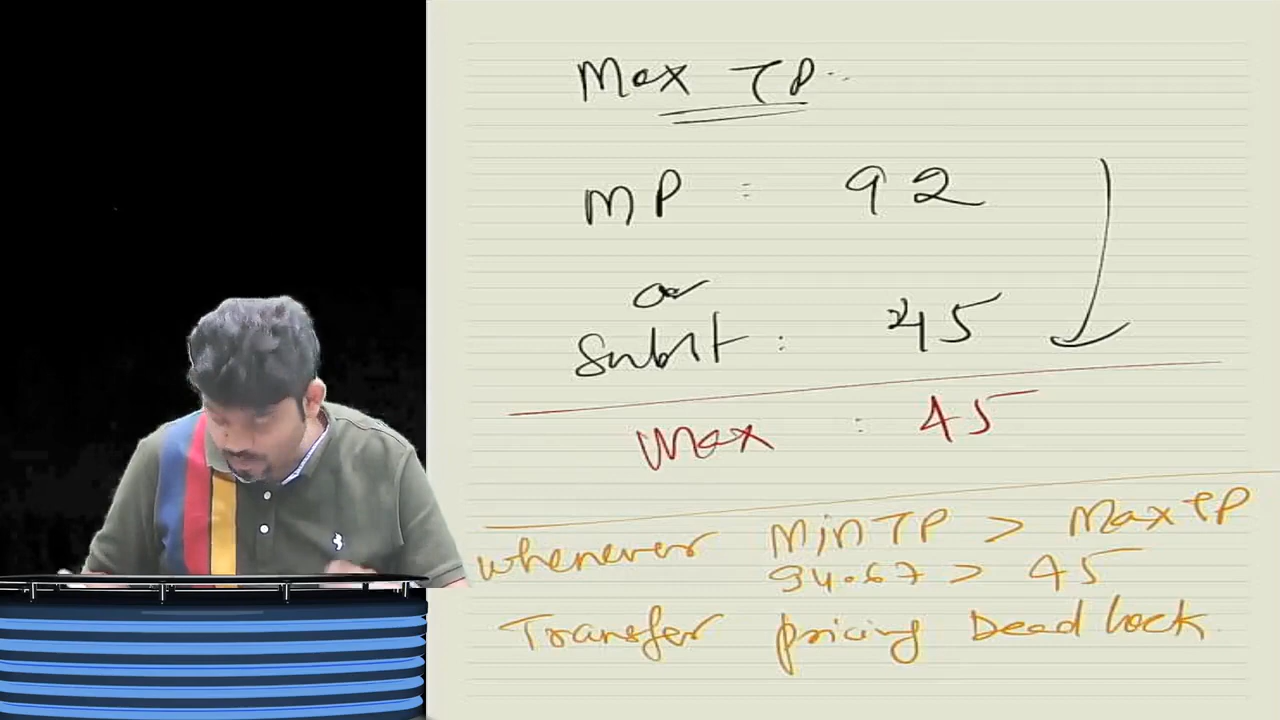 Max TP
MP : 92
or
Subst : 45
Max : 45
whenever MinTP > Max TP
94.67 > 45
Transfer pricing Dead lock